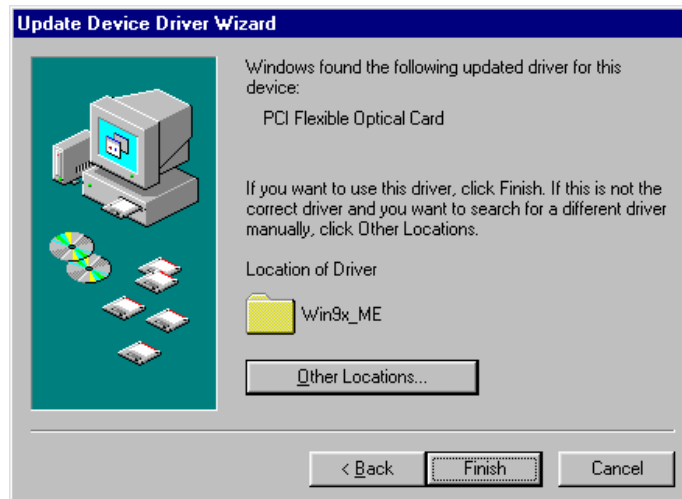 Update Device Driver Wizard
Windows found the following updated driver for this
device:
PCI Flexible Optical Card
If you want to use this driver, click Finish. If this is not the
correct driver and you want to search for a different driver
manually, click Other Locations.
Location of Driver
Win9x_ME
Other Locations...
< Back
Finish
Cancel